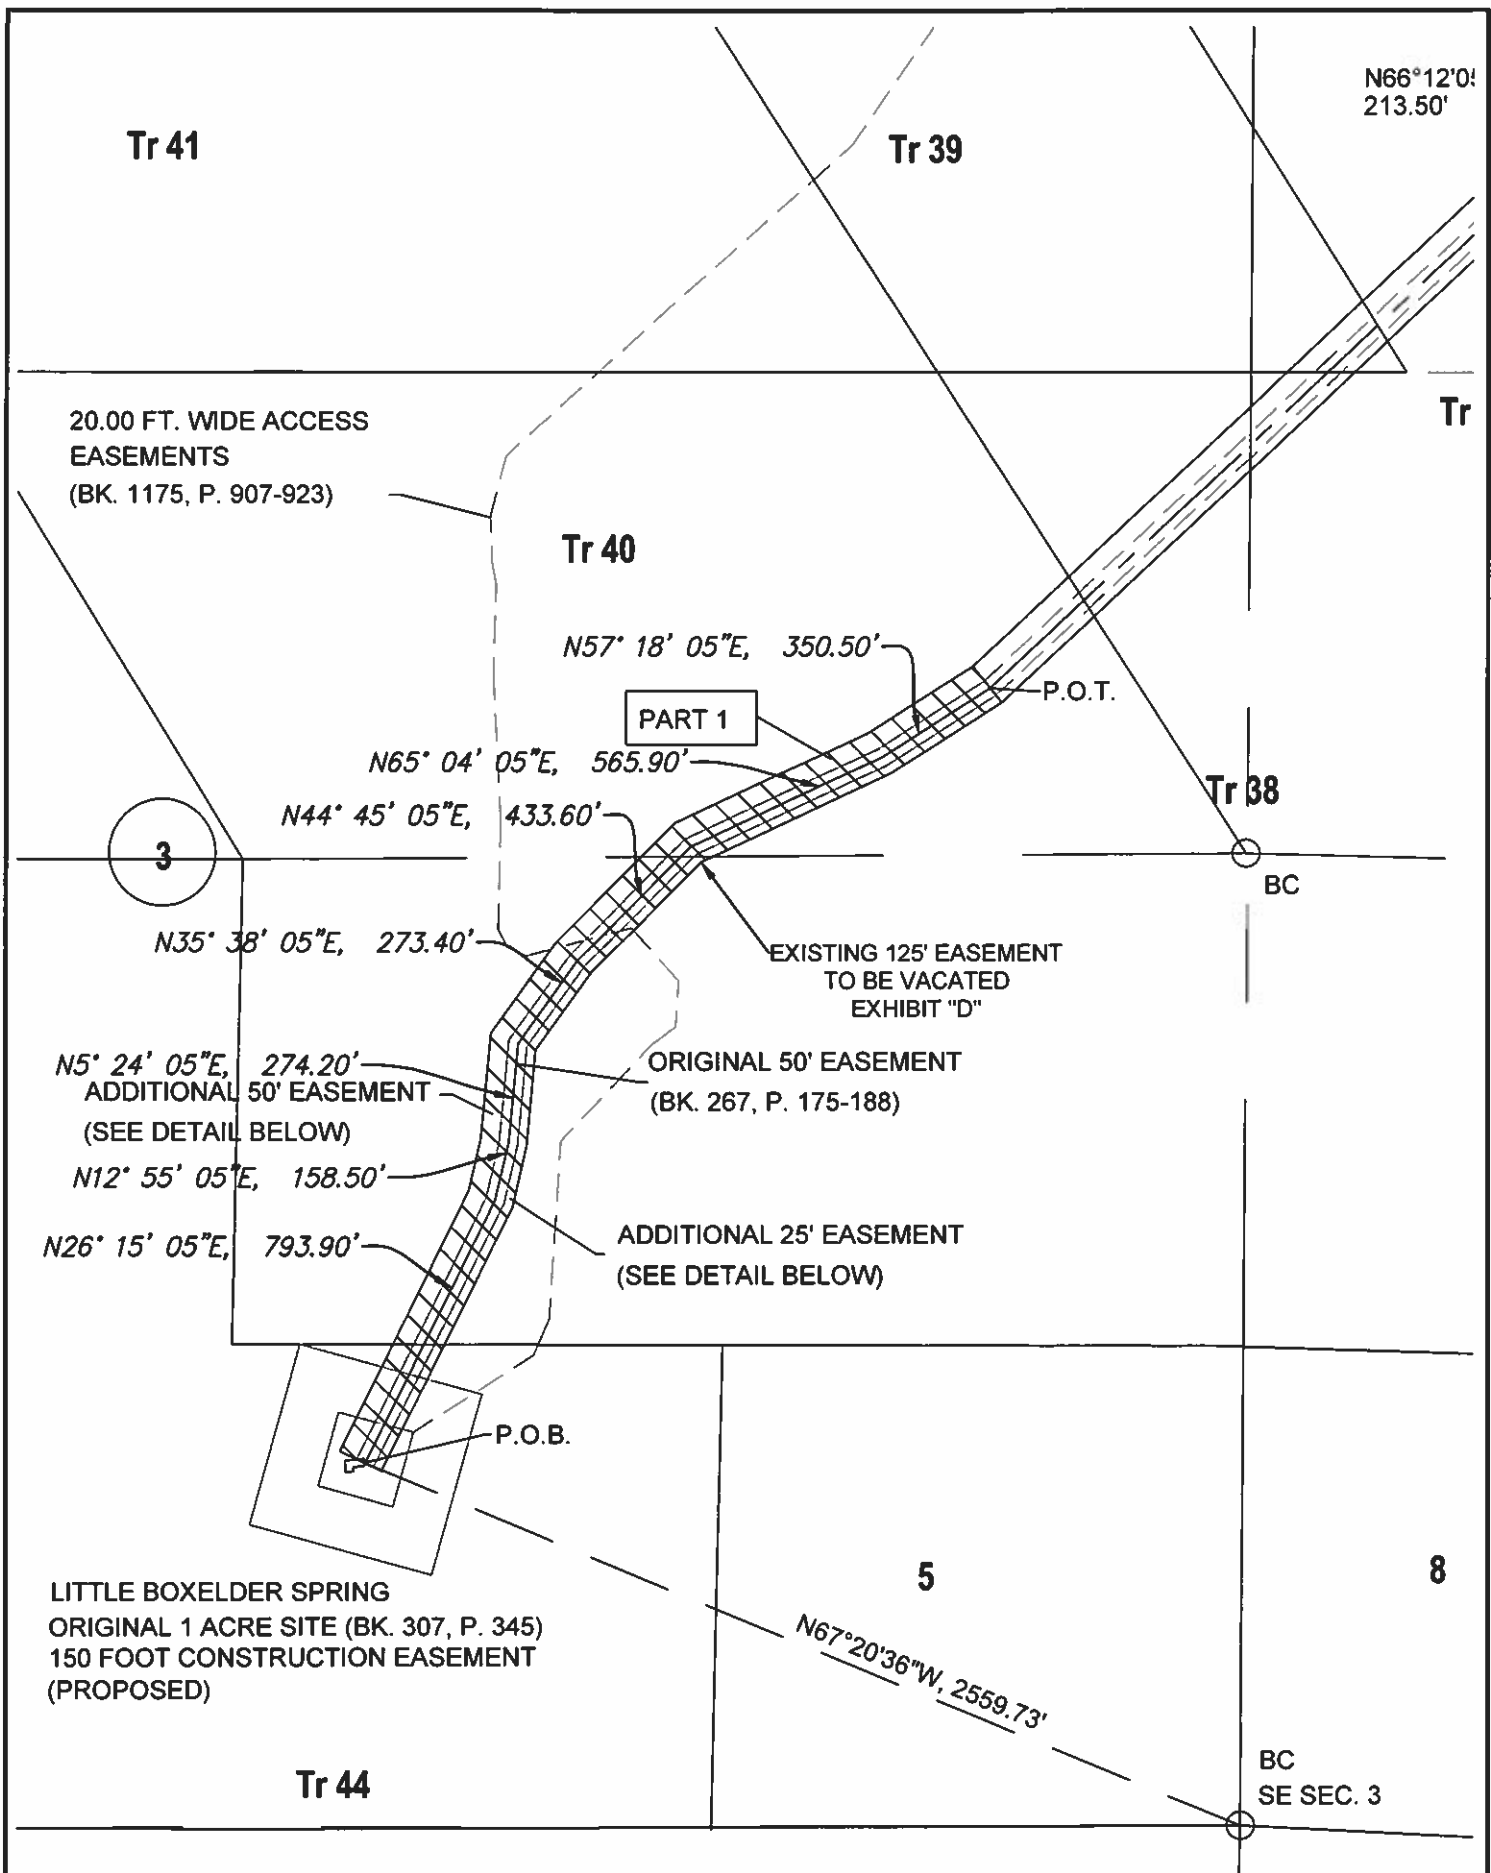 N66°12'0
213.50'
Tr 41
Tr 39
20.00 FT. WIDE ACCESS
EASEMENTS
(BK. 1175, P. 907-923)
Tr
Tr 40
N57° 18' 05"E, 350.50'
P.O.T.
PART 1
N65° 04' 05"E, 565.90'
Tr 38
N44° 45' 05"E, 433.60'
3
BC
N35° 38' 05"E, 273.40'
EXISTING 125' EASEMENT
TO BE VACATED
EXHIBIT "D"
N5° 24' 05"E, 274.20'
ADDITIONAL 50' EASEMENT
(SEE DETAIL BELOW)
ORIGINAL 50' EASEMENT
(BK. 267, P. 175-188)
N12° 55' 05"E, 158.50'
N26° 15' 05"E, 793.90'
ADDITIONAL 25' EASEMENT
(SEE DETAIL BELOW)
P.O.B.
LITTLE BOXELDER SPRING
ORIGINAL 1 ACRE SITE (BK. 307, P. 345)
150 FOOT CONSTRUCTION EASEMENT
(PROPOSED)
5
8
N67°20'36"W, 2559.73'
Tr 44
BC
SE SEC. 3